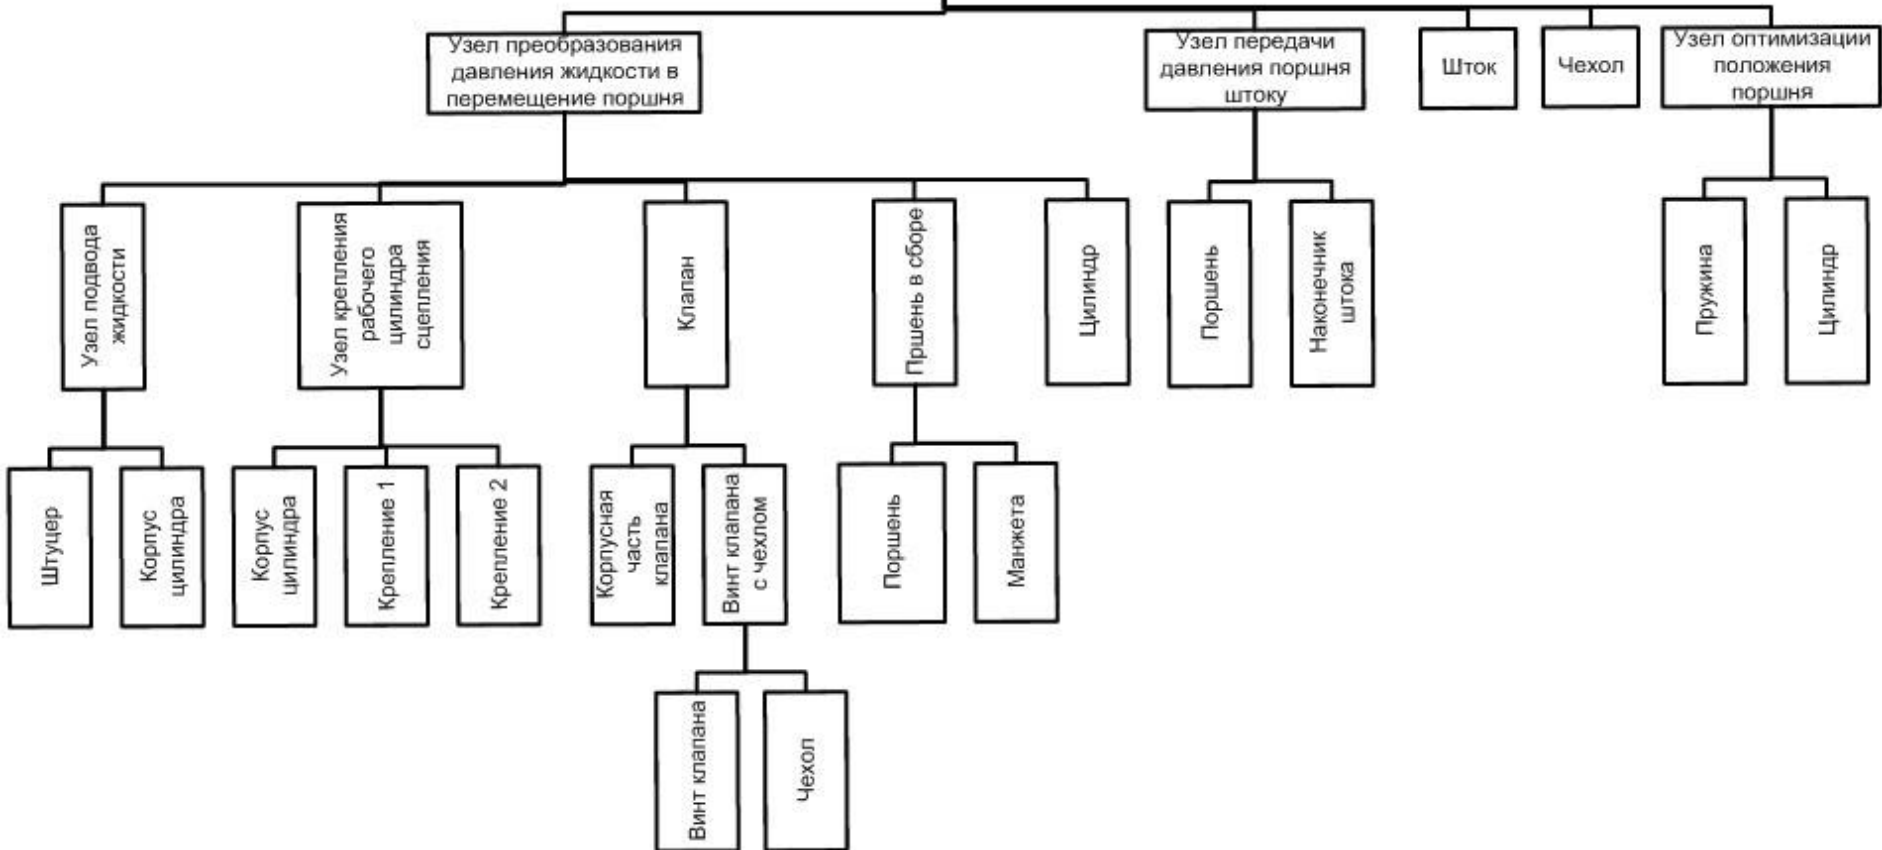 Узел преобразования
давления жидкости в
перемещение поршня
Узел передачи
давления поршня
штоку
Шток
Чехол
Узел оптимизации
положения
поршня
Узел подвода
жидкости
Узел крепления
рабочего
цилиндра
сцепления
Клапан
Пршень в сборе
Цилиндр
Поршень
Наконечник
штока
Пружина
Цилиндр
Штуцер
Корпус
цилиндра
Корпус
цилиндра
Крепление 1
Крепление 2
Корпусная
часть
клапана
Винт клапана
с чехлом
Поршень
Манжета
Винт клапана
Чехол